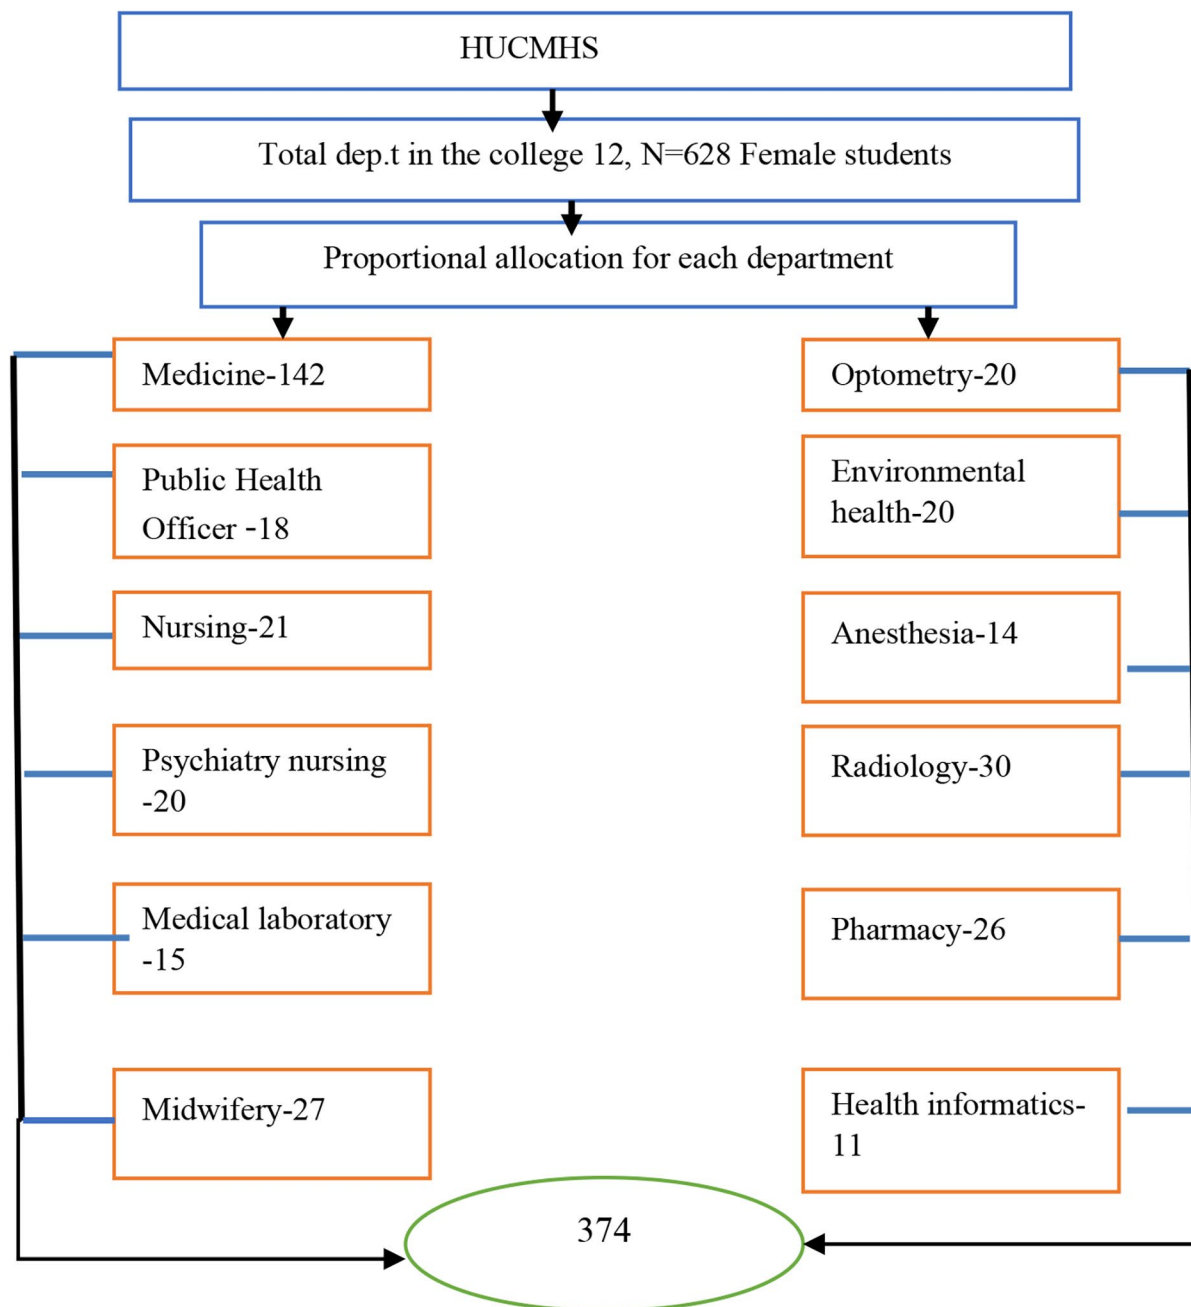 HUCMHS
Total dep.t in the college 12, N=628 Female students
Proportional allocation for each department
Medicine-142
Public Health
Officer -18
Nursing-21
Psychiatry nursing
-20
Medical laboratory
-15
Midwifery-27
Optometry-20
Environmental
health-20
Anesthesia-14
Radiology-30
Pharmacy-26
Health informatics-
11
374